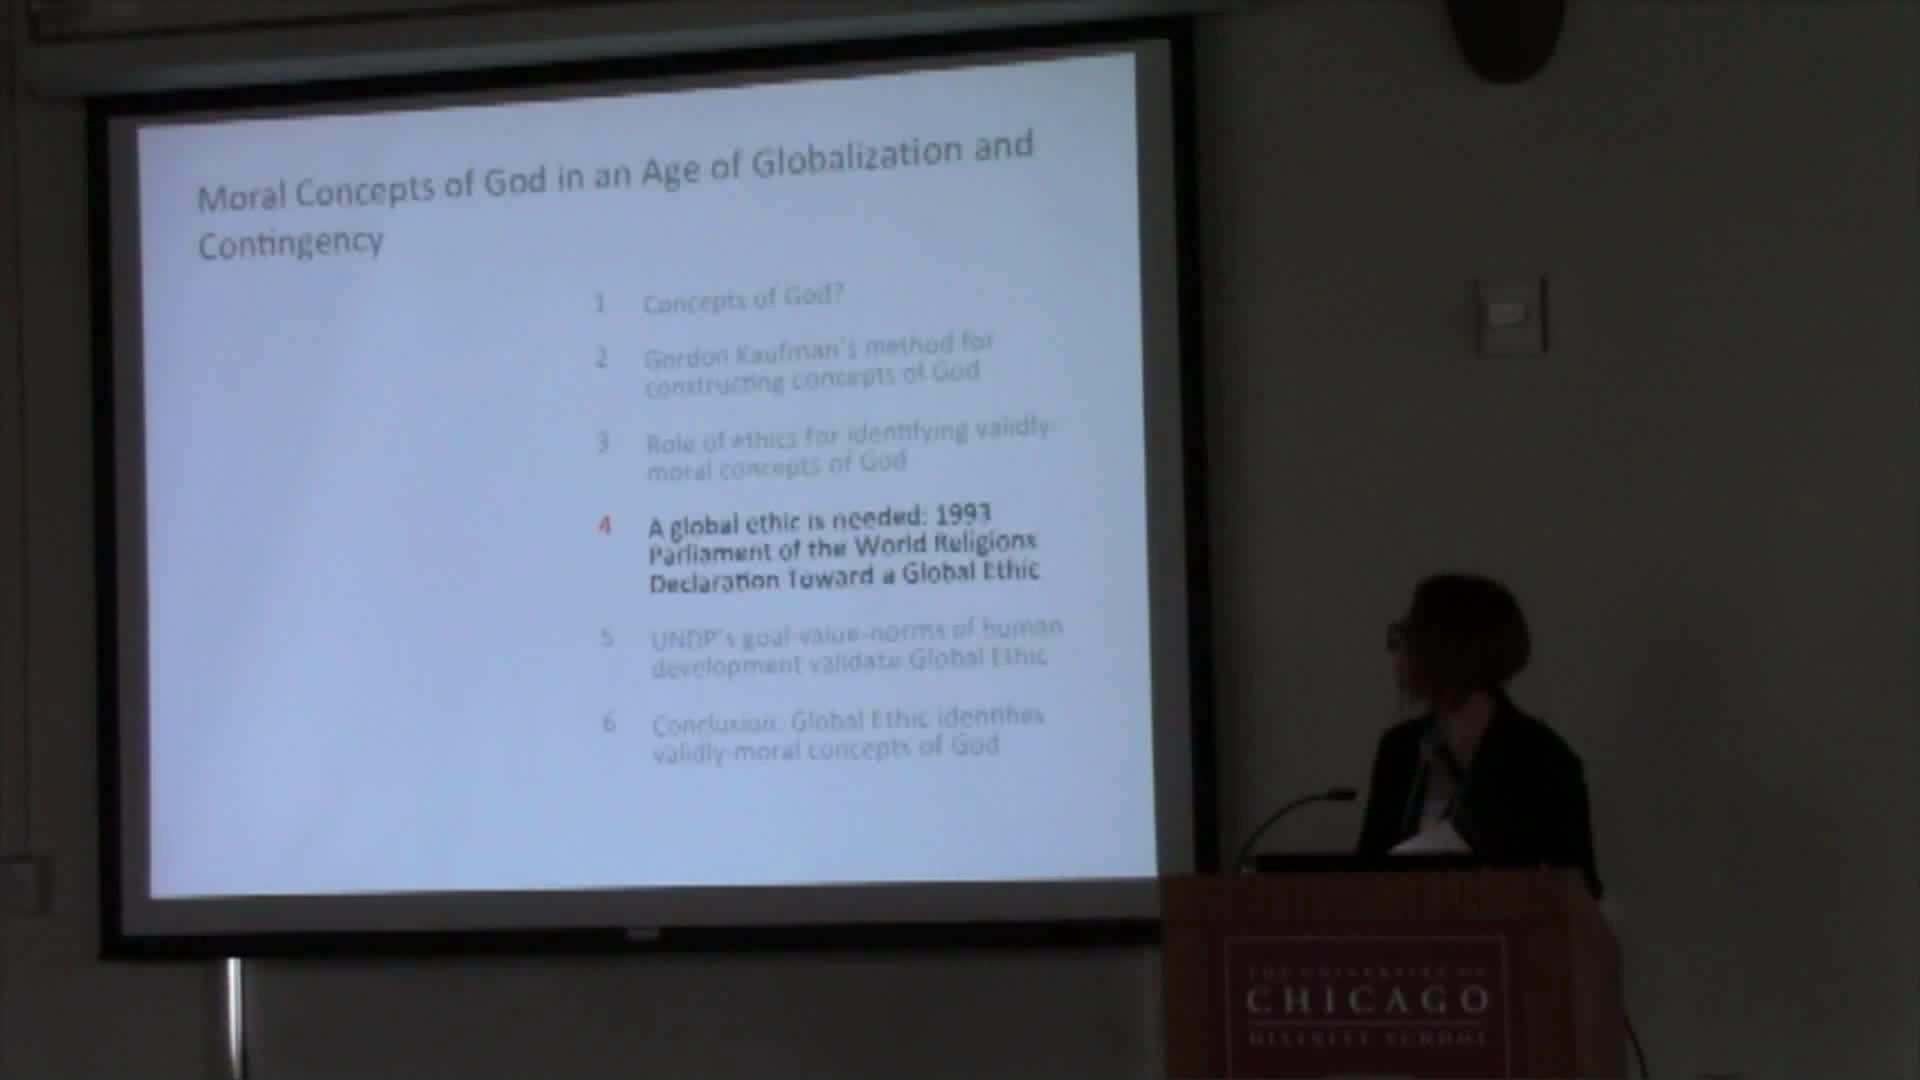 Moral Concepts of God in an Age of Globalization and
Contingency
1 Concepts of God?
2 Gordon Kaufman's method for
constructing concepts of God
3 Role of ethics for identifying validly-
moral concepts of God
4 A global ethic is needed: 1993
Parliament of the World Religions
Declaration Toward a Global Ethic
5 UNDP's goal-value-norms of human
development validate Global Ethic
6 Conclusion: Global Ethic identifies
validly-moral concepts of God
THE UNIVERSITY OF
CHICAGO
DIVINITY SCHOOL